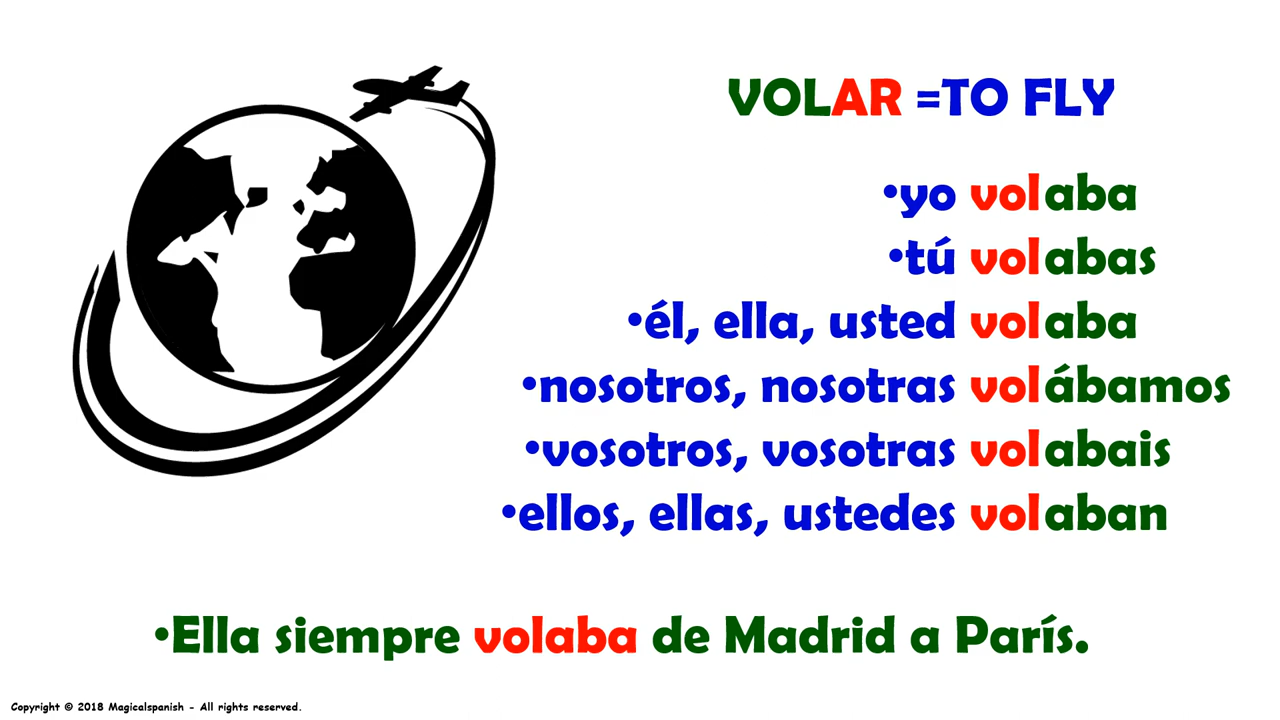 VOLAR =TO FLY
•yo volaba
•tú volabas
•él, ella, usted volaba
•nosotros, nosotras volábamos
•vosotros, vosotras volabais
•ellos, ellas, ustedes volaban
•Ella siempre volaba de Madrid a París.
Copyright © 2018 Magicalspanish - All rights reserved.